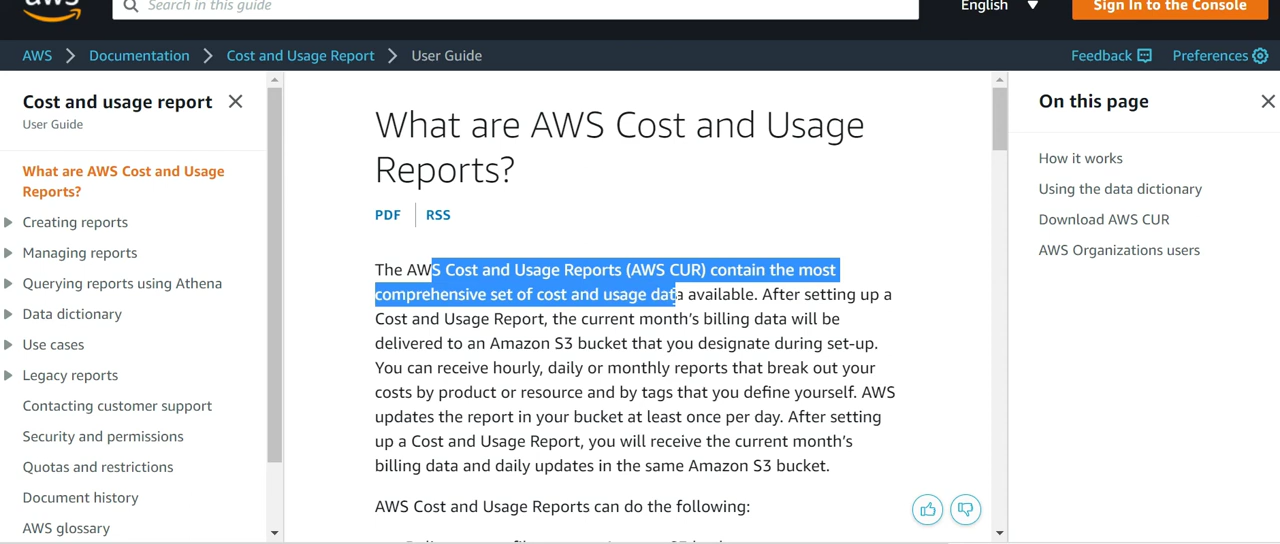 aws
Search in this guide
English
Sign In to the Console
AWS
Documentation
Cost and Usage Report
User Guide
Feedback
Preferences
Cost and usage report
User Guide
What are AWS Cost and Usage
Reports?
Creating reports
Managing reports
Querying reports using Athena
Data dictionary
Use cases
Legacy reports
Contacting customer support
Security and permissions
Quotas and restrictions
Document history
AWS glossary
What are AWS Cost and Usage
Reports?
PDF
RSS
The AWS Cost and Usage Reports (AWS CUR) contain the most
comprehensive set of cost and usage data available. After setting up a
Cost and Usage Report, the current month's billing data will be
delivered to an Amazon S3 bucket that you designate during set-up.
You can receive hourly, daily or monthly reports that break out your
costs by product or resource and by tags that you define yourself. AWS
updates the report in your bucket at least once per day. After setting
up a Cost and Usage Report, you will receive the current month's
billing data and daily updates in the same Amazon S3 bucket.
AWS Cost and Usage Reports can do the following:
On this page
How it works
Using the data dictionary
Download AWS CUR
AWS Organizations users